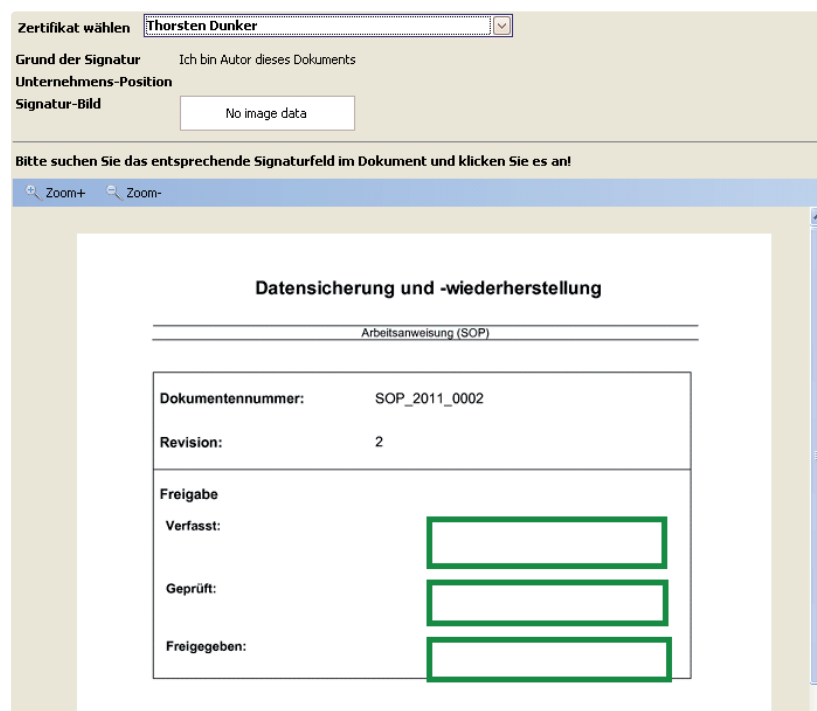 Zertifikat wählen Thorsten Dunker
Grund der Signatur Ich bin Autor dieses Dokuments
Unternehmens-Position
Signatur-Bild
No image data
Bitte suchen Sie das entsprechende Signaturfeld im Dokument und klicken Sie es an!
Zoom+ Zoom-
Datensicherung und -wiederherstellung
Arbeitsanweisung (SOP)
Dokumentennummer: SOP_2011_0002
Revision: 2
Freigabe
Verfasst:
Geprüft:
Freigegeben: